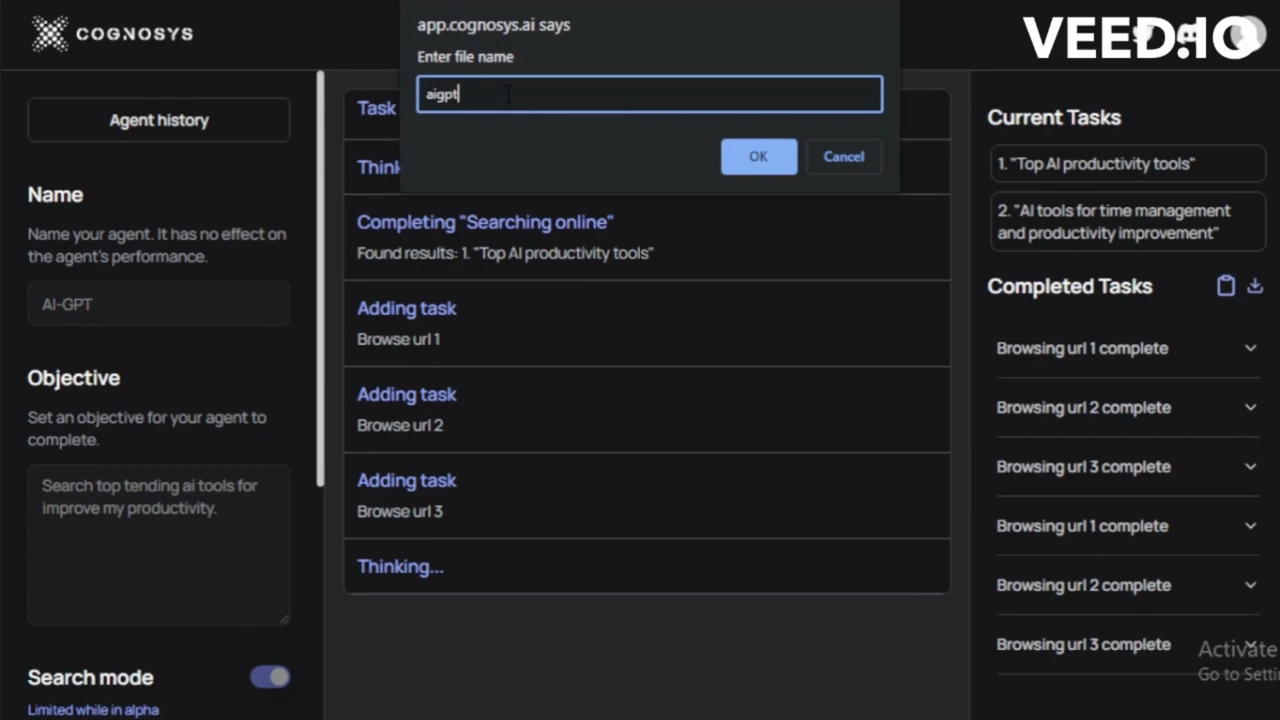 COGNOSYS
app.cognosys.ai says
Enter file name
aigpt
OK
Cancel
VEED.IO
Agent history
Name
Name your agent. It has no effect on
the agent's performance.
AI-GPT
Objective
Set an objective for your agent to
complete.
Search top tending ai tools for
improve my productivity.
Search mode
Limited while in alpha
Task
Think
Completing "Searching online"
Found results: 1. "Top AI productivity tools"
Adding task
Browse url 1
Adding task
Browse url 2
Adding task
Browse url 3
Thinking...
Current Tasks
1. "Top AI productivity tools"
2. "AI tools for time management
and productivity improvement"
Completed Tasks
Browsing url 1 complete
Browsing url 2 complete
Browsing url 3 complete
Browsing url 1 complete
Browsing url 2 complete
Browsing url 3 complete
Activate
Go to Setti